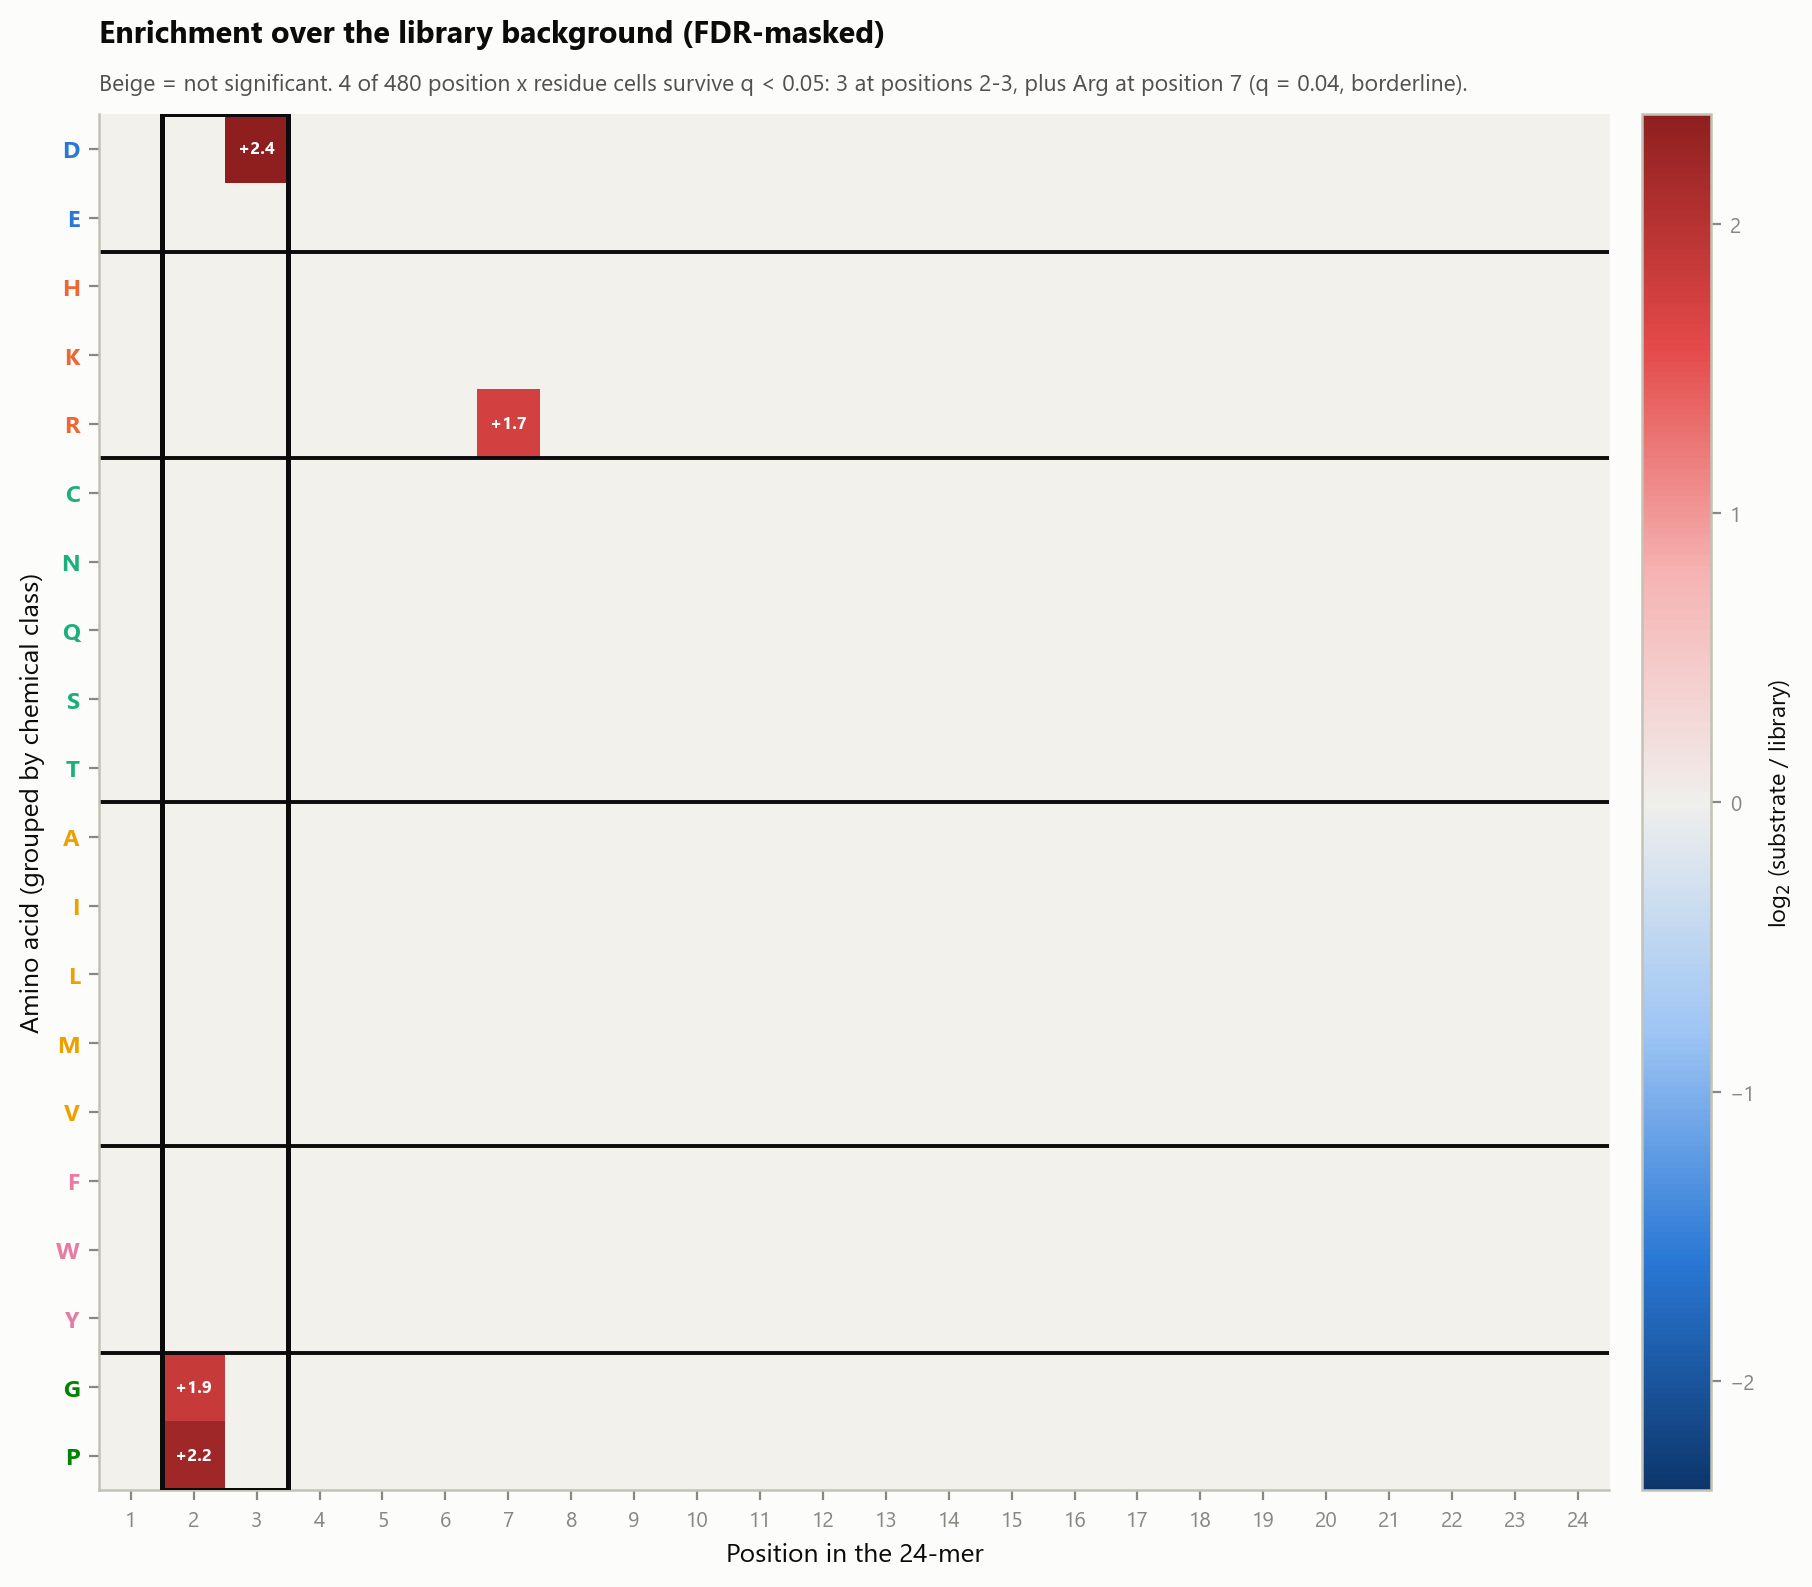 Enrichment over the library background (FDR-masked)
Beige = not significant. 4 of 480 position x residue cells survive q < 0.05: 3 at positions 2-3, plus Arg at position 7 (q = 0.04, borderline).
Amino acid (grouped by chemical class)
D
E
H
K
R
C
N
Q
S
T
A
I
L
M
V
F
W
Y
G
P
+2.4
+1.7
+1.9
+2.2
1 2 3 4 5 6 7 8 9 10 11 12 13 14 15 16 17 18 19 20 21 22 23 24
Position in the 24-mer
2
1
0
−1
−2
log₂ (substrate / library)